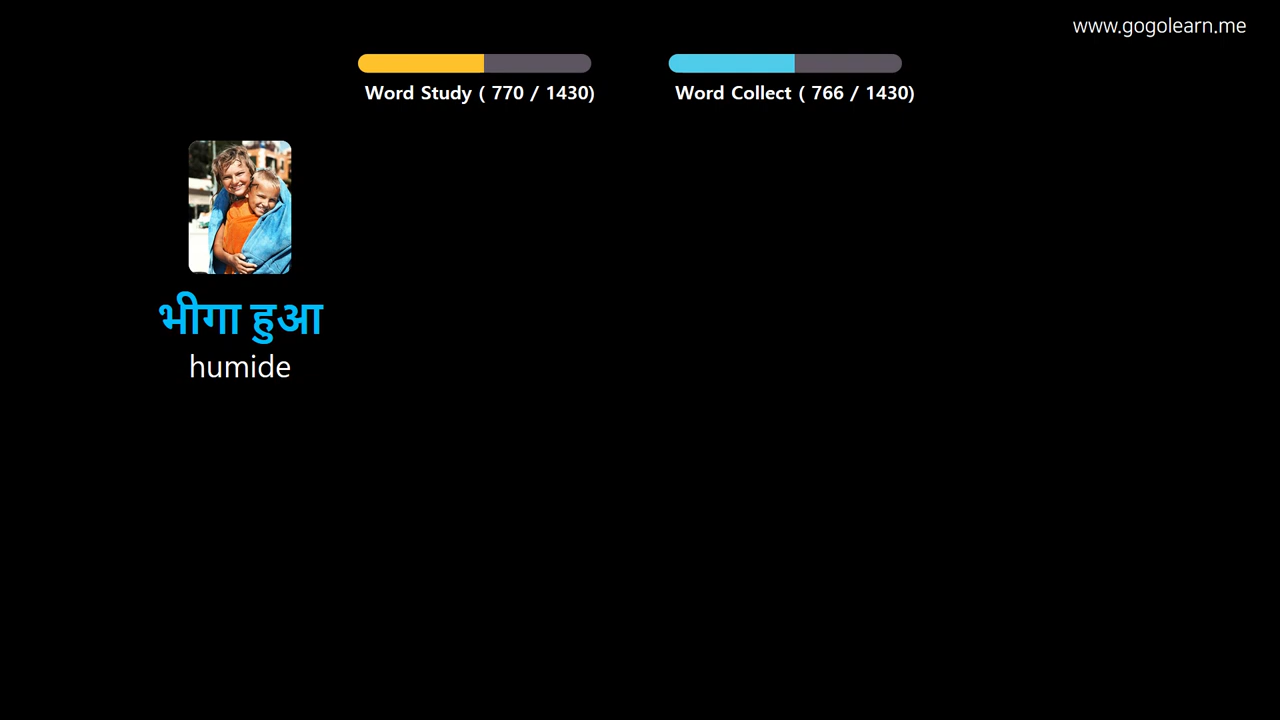 www.gogolearn.me
Word Study ( 770 / 1430)
Word Collect ( 766 / 1430)
भीगा हुआ
humide